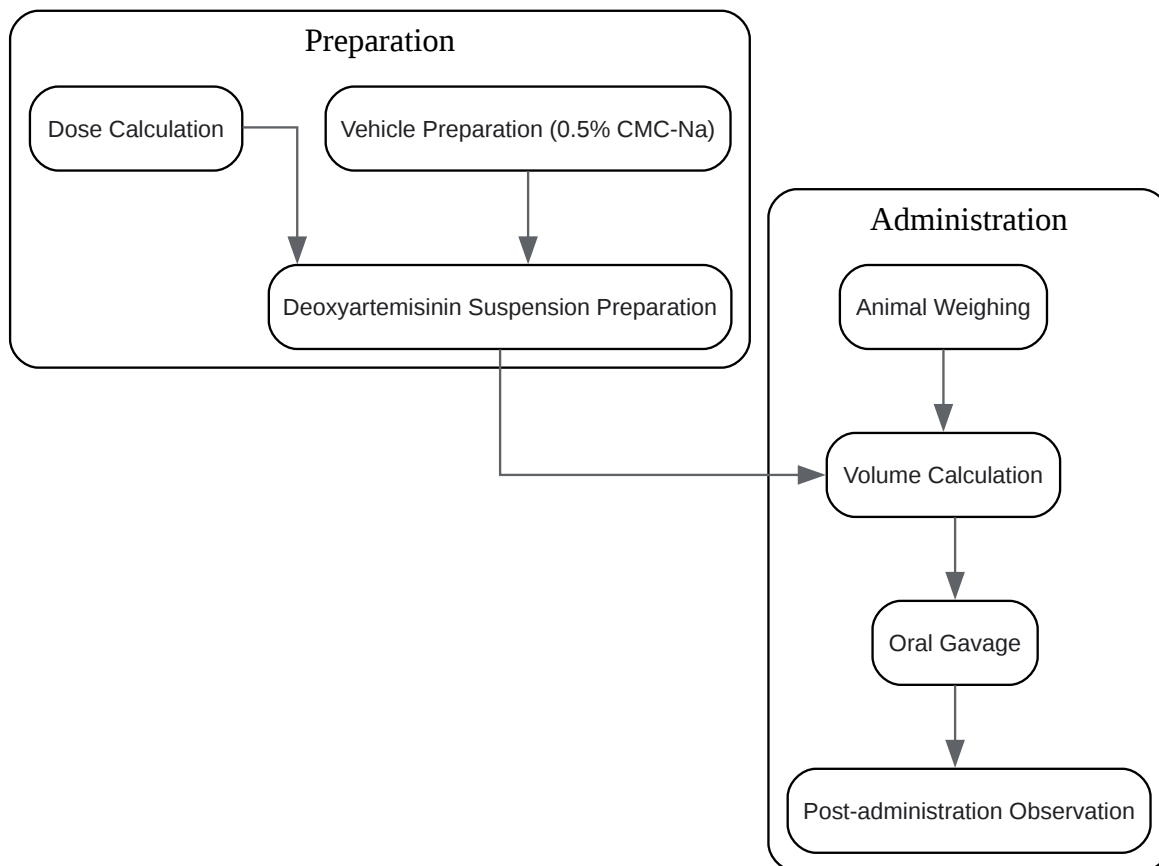 Preparation
Dose Calculation
Vehicle Preparation (0.5% CMC-Na)
Deoxyartemisinin Suspension Preparation
Administration
Animal Weighing
Volume Calculation
Oral Gavage
Post-administration Observation